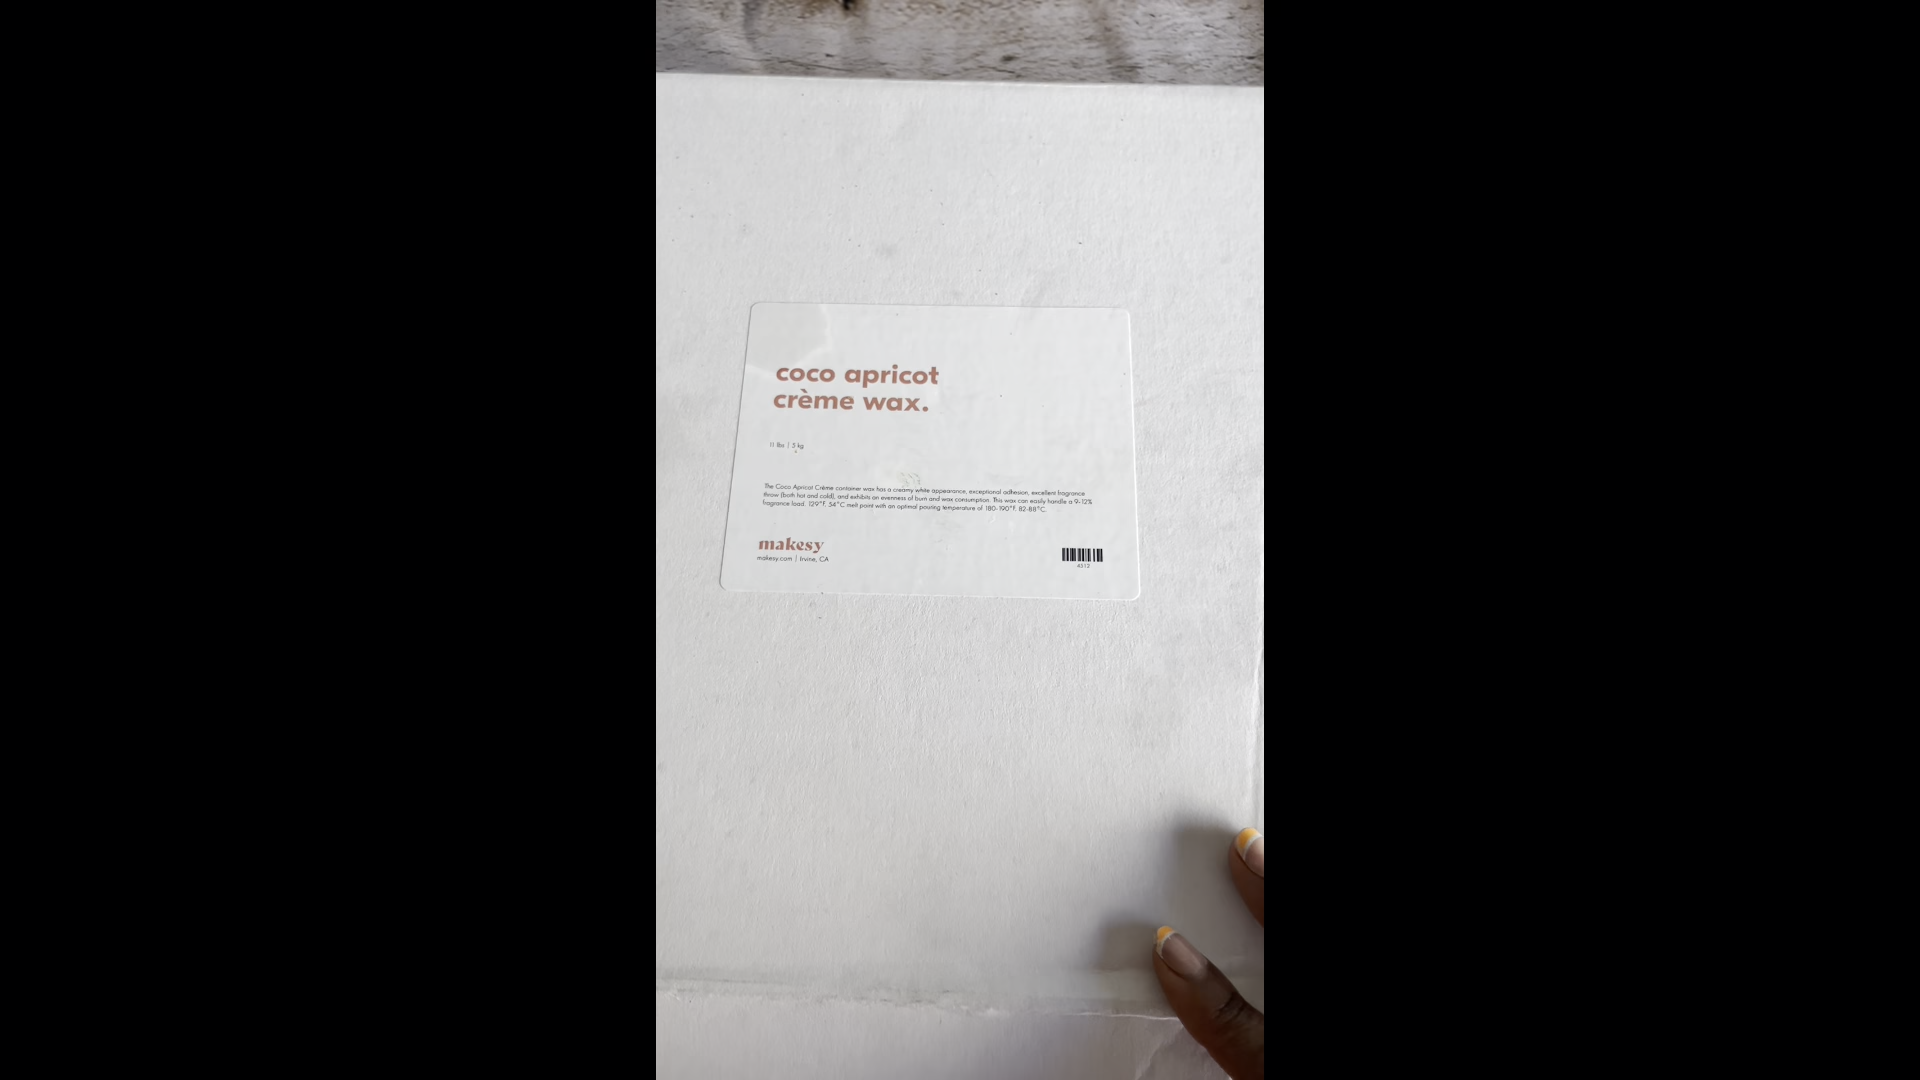 coco apricot
crème wax.
11 lbs | 5 kg
The Coco Apricot Crème container wax has a creamy white appearance, exceptional adhesion, excellent fragrance
throw (both hot and cold), and exhibits an evenness of burn and wax consumption. This wax can easily handle a 9-12%
fragrance load. 129°F, 54°C melt point with an optimal pouring temperature of 180-190°F, 82-88°C.
makesy
makesy.com | Irvine, CA
4512